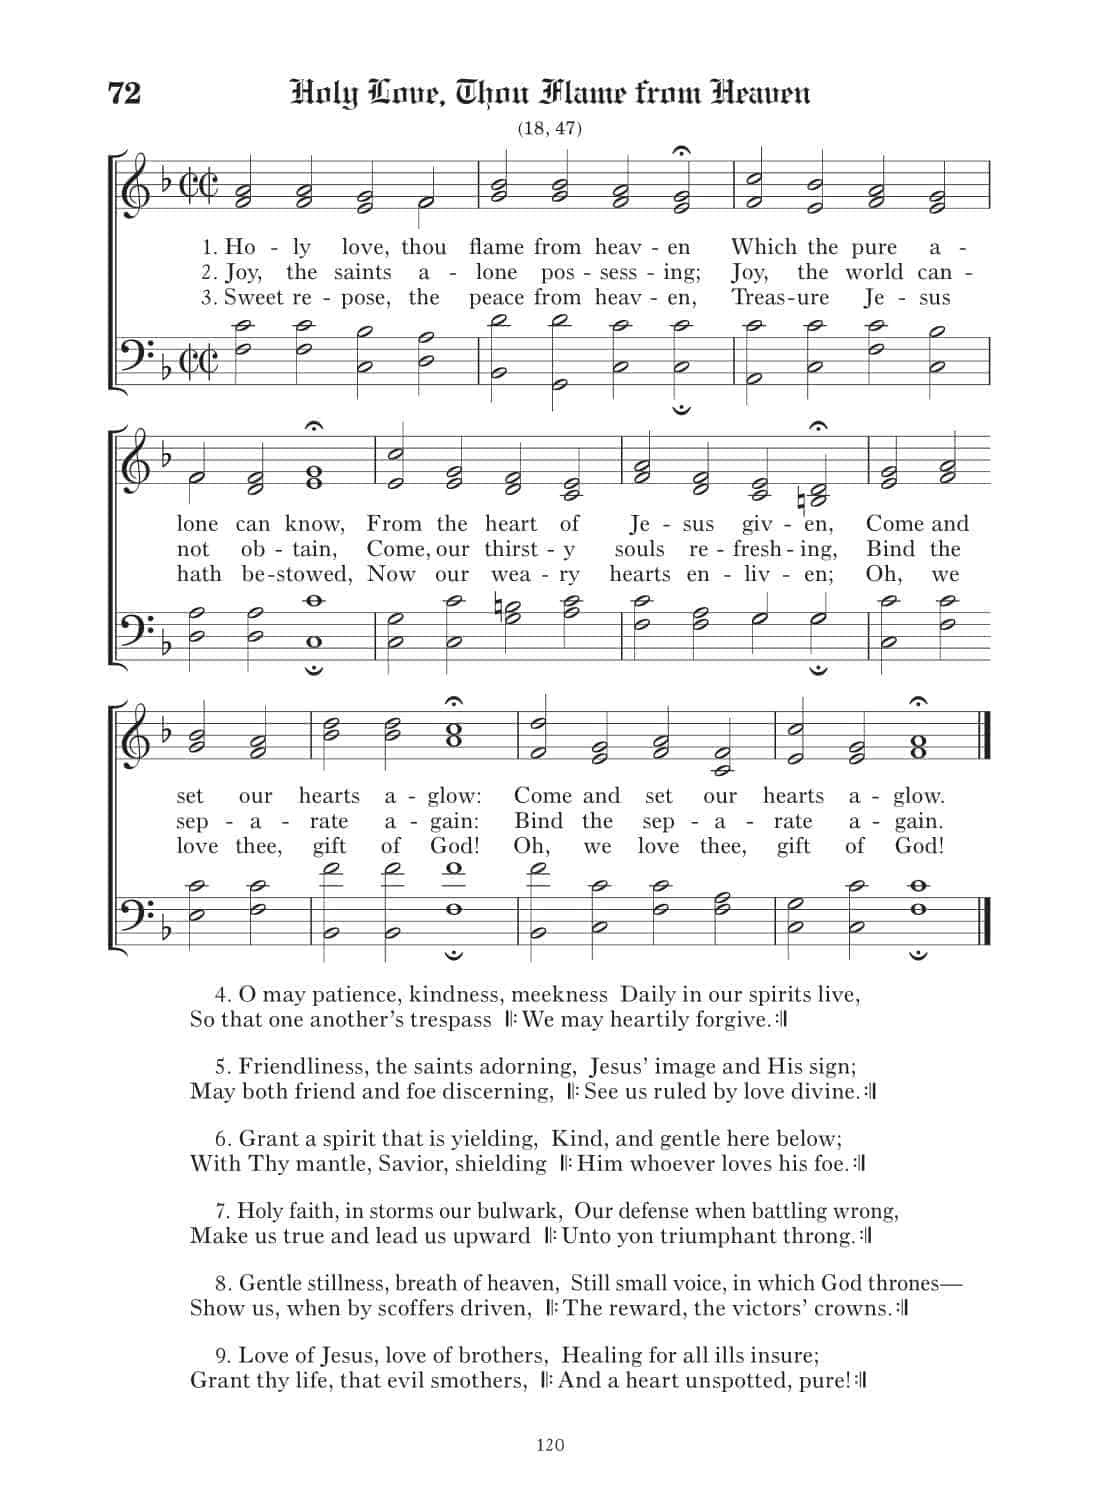 72 Holy Love, Thou Flame from Heaven
(18, 47)
1. Ho - ly love, thou flame from heav - en Which the pure a -
2. Joy, the saints a - lone pos - sess - ing; Joy, the world can -
3. Sweet re - pose, the peace from heav - en, Treas-ure Je - sus
lone can know, From the heart of Je - sus giv - en, Come and
not ob - tain, Come, our thirst - y souls re - fresh - ing, Bind the
hath be-stowed, Now our wea - ry hearts en - liv - en; Oh, we
set our hearts a - glow: Come and set our hearts a - glow.
sep - a - rate a - gain: Bind the sep - a - rate a - gain.
love thee, gift of God! Oh, we love thee, gift of God!
4. O may patience, kindness, meekness Daily in our spirits live,
So that one another’s trespass 𝄆 We may heartily forgive. 𝄇
5. Friendliness, the saints adorning, Jesus’ image and His sign;
May both friend and foe discerning, 𝄆 See us ruled by love divine. 𝄇
6. Grant a spirit that is yielding, Kind, and gentle here below;
With Thy mantle, Savior, shielding 𝄆 Him whoever loves his foe. 𝄇
7. Holy faith, in storms our bulwark, Our defense when battling wrong,
Make us true and lead us upward 𝄆 Unto yon triumphant throng. 𝄇
8. Gentle stillness, breath of heaven, Still small voice, in which God thrones—
Show us, when by scoffers driven, 𝄆 The reward, the victors’ crowns. 𝄇
9. Love of Jesus, love of brothers, Healing for all ills insure;
Grant thy life, that evil smothers, 𝄆 And a heart unspotted, pure! 𝄇
120